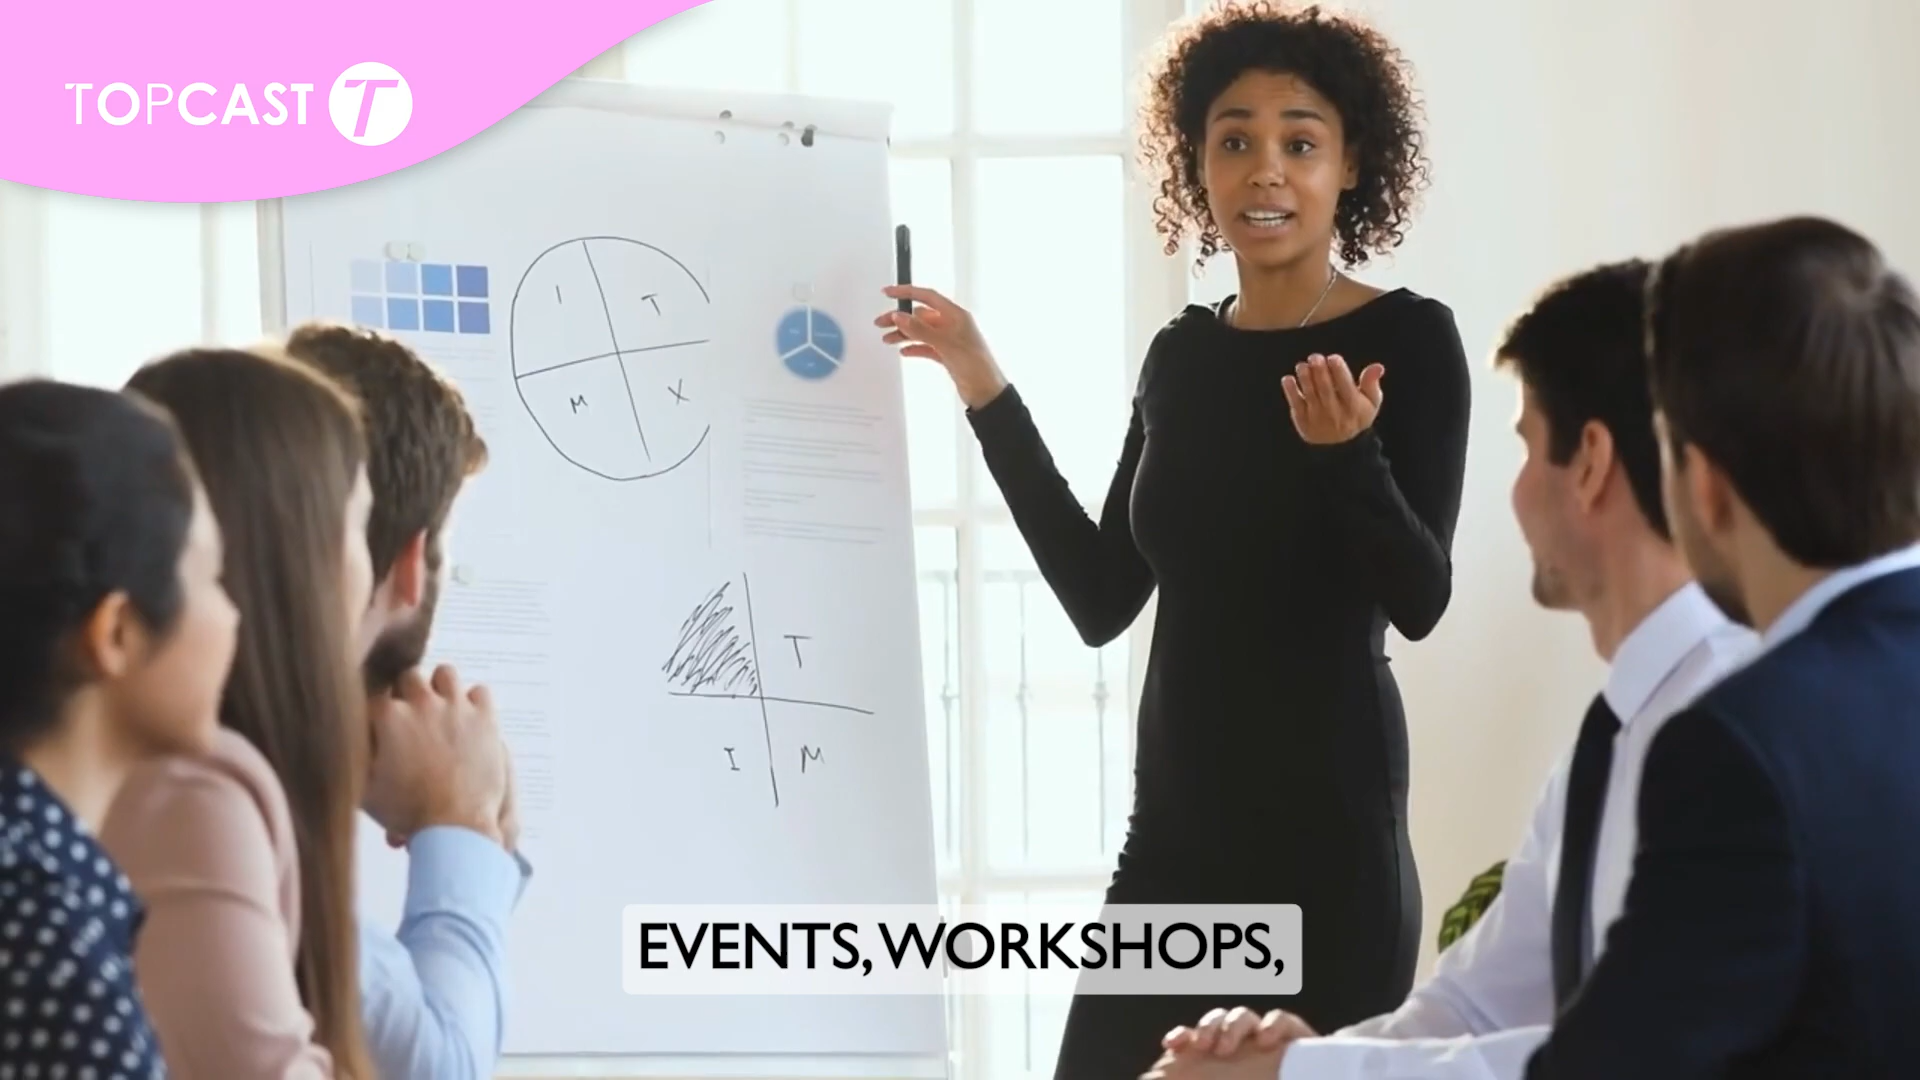 TOPCAST T
I T
M X
T
I M
EVENTS, WORKSHOPS,